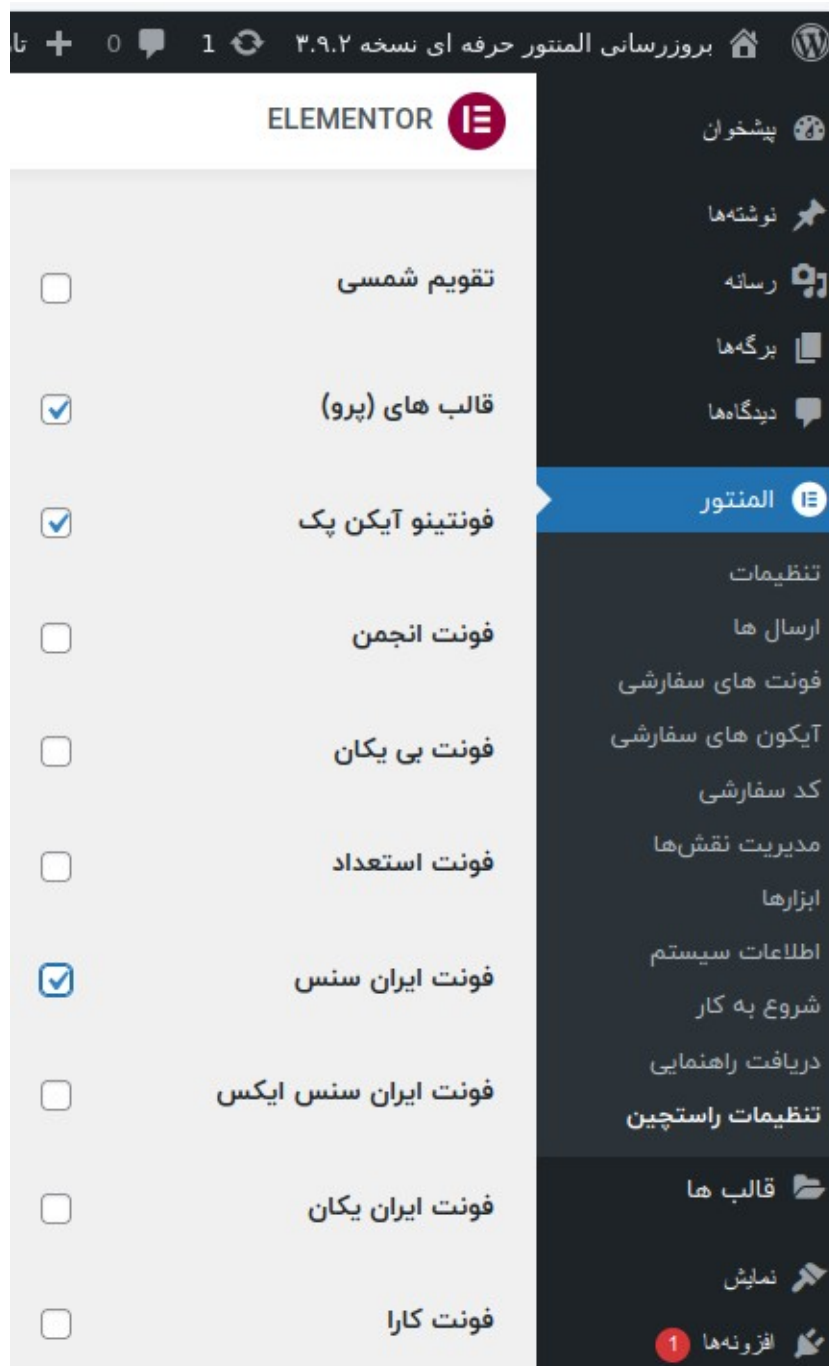 بروزرسانی المنتور حرفه ای نسخه ۳.۹.۲ 1 0
پیشخوان
نوشته‌ها
رسانه
برگه‌ها
دیدگاه‌ها
المنتور
تنظیمات
ارسال ها
فونت های سفارشی
آیکون های سفارشی
کد سفارشی
مدیریت نقش‌ها
ابزارها
اطلاعات سیستم
شروع به کار
دریافت راهنمایی
تنظیمات راستچین
قالب ها
نمایش
افزونه‌ها 1
ELEMENTOR
تقویم شمسی
قالب های (پرو)
فونتینو آیکن پک
فونت انجمن
فونت بی یکان
فونت استعداد
فونت ایران سنس
فونت ایران سنس ایکس
فونت ایران یکان
فونت کارا